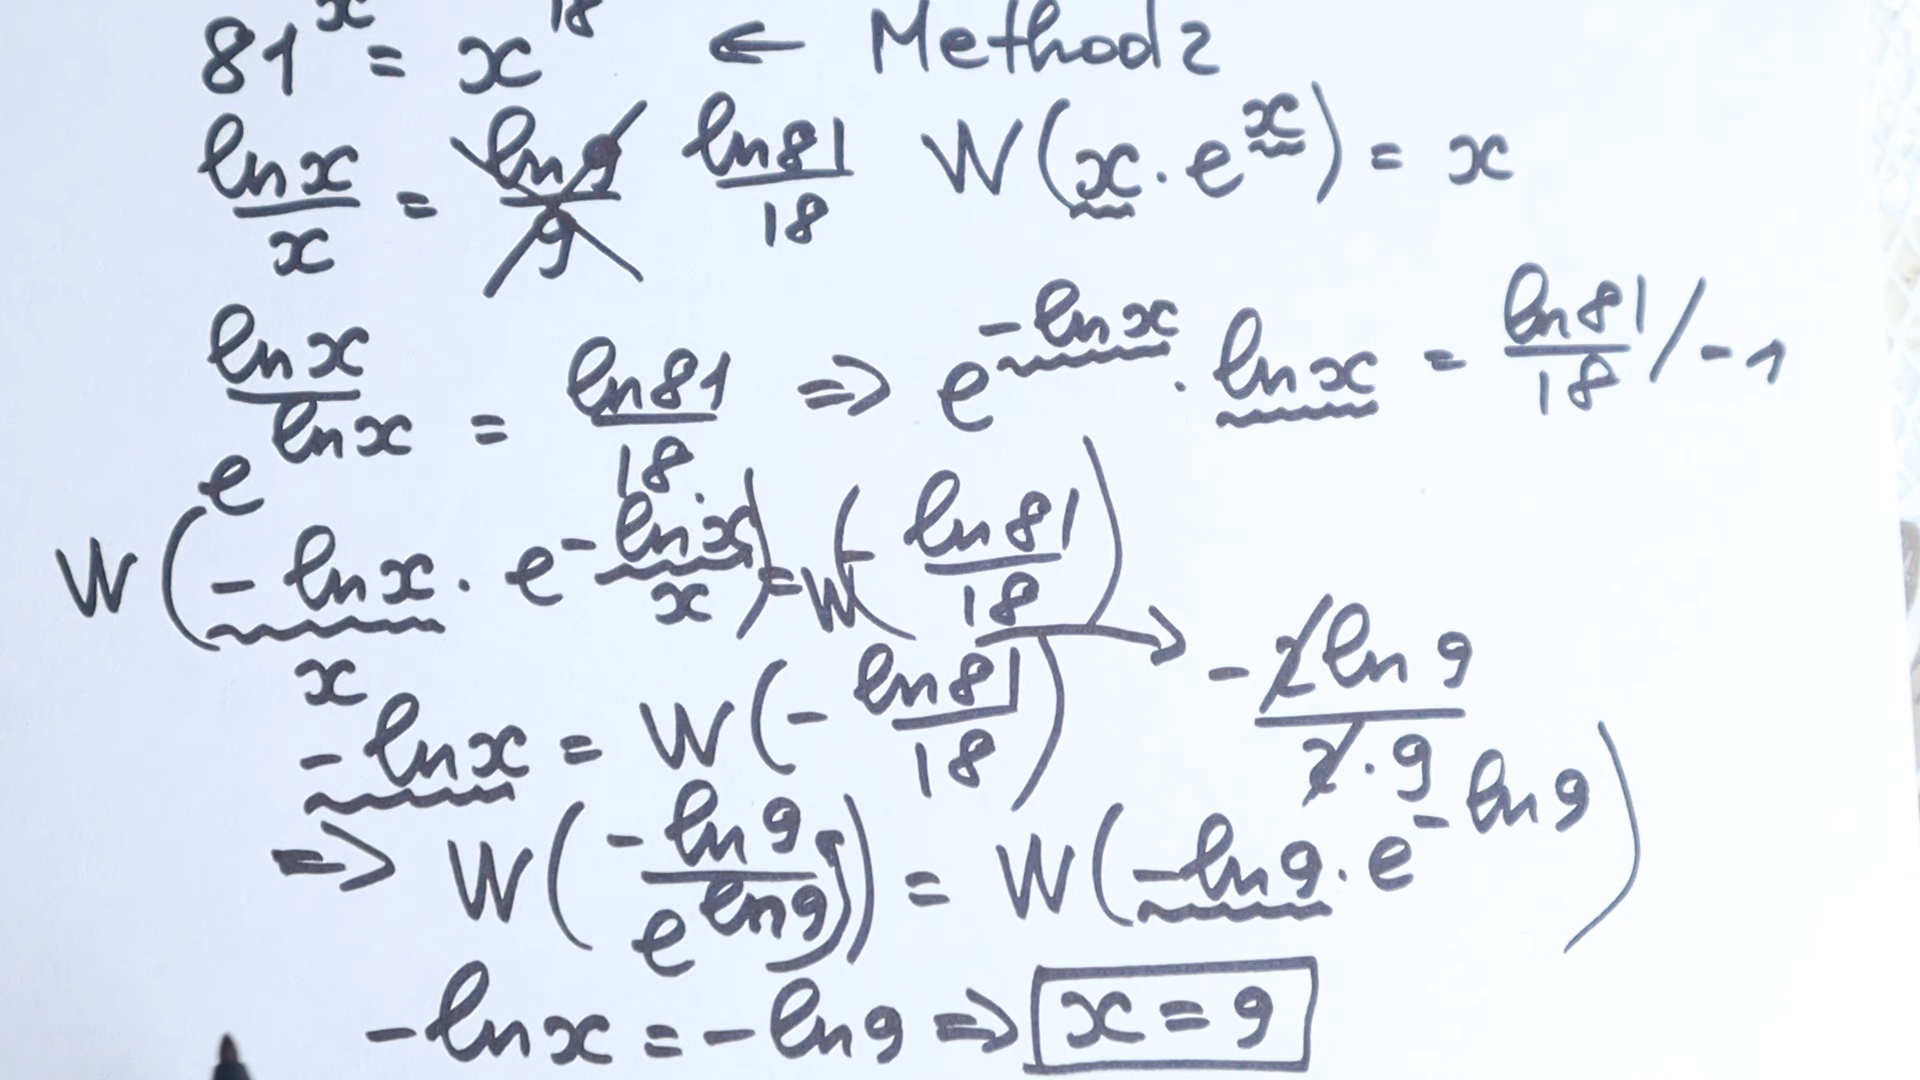 81^x = x^18 ← Method 2
ln x / x = ln 9 / 9 ln 81 / 18 W(x · e^x) = x
ln x / e^ln x = ln 81 / 18 => e^-ln x · ln x = ln 81 / 18 / -1
W(-ln x / x · e^-ln x / x) = W(- ln 81 / 18)
-ln x = W(- ln 81 / 18) → - 2 ln 9 / 2 · 9
=> W(-ln 9 / e^ln 9) = W(-ln 9 · e^-ln 9)
-ln x = -ln 9 => x = 9